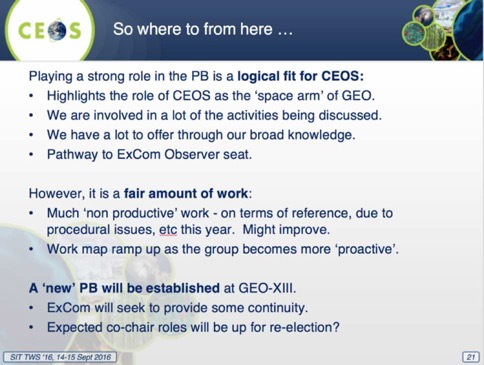 CEOS
So where to from here ...
Playing a strong role in the PB is a logical fit for CEOS:
• Highlights the role of CEOS as the 'space arm' of GEO.
• We are involved in a lot of the activities being discussed.
• We have a lot to offer through our broad knowledge.
• Pathway to ExCom Observer seat.
However, it is a fair amount of work:
• Much 'non productive' work - on terms of reference, due to
procedural issues, etc this year. Might improve.
• Work map ramp up as the group becomes more 'proactive'.
A 'new' PB will be established at GEO-XIII.
• ExCom will seek to provide some continuity.
• Expected co-chair roles will be up for re-election?
SIT TWS '16, 14-15 Sept 2016
21